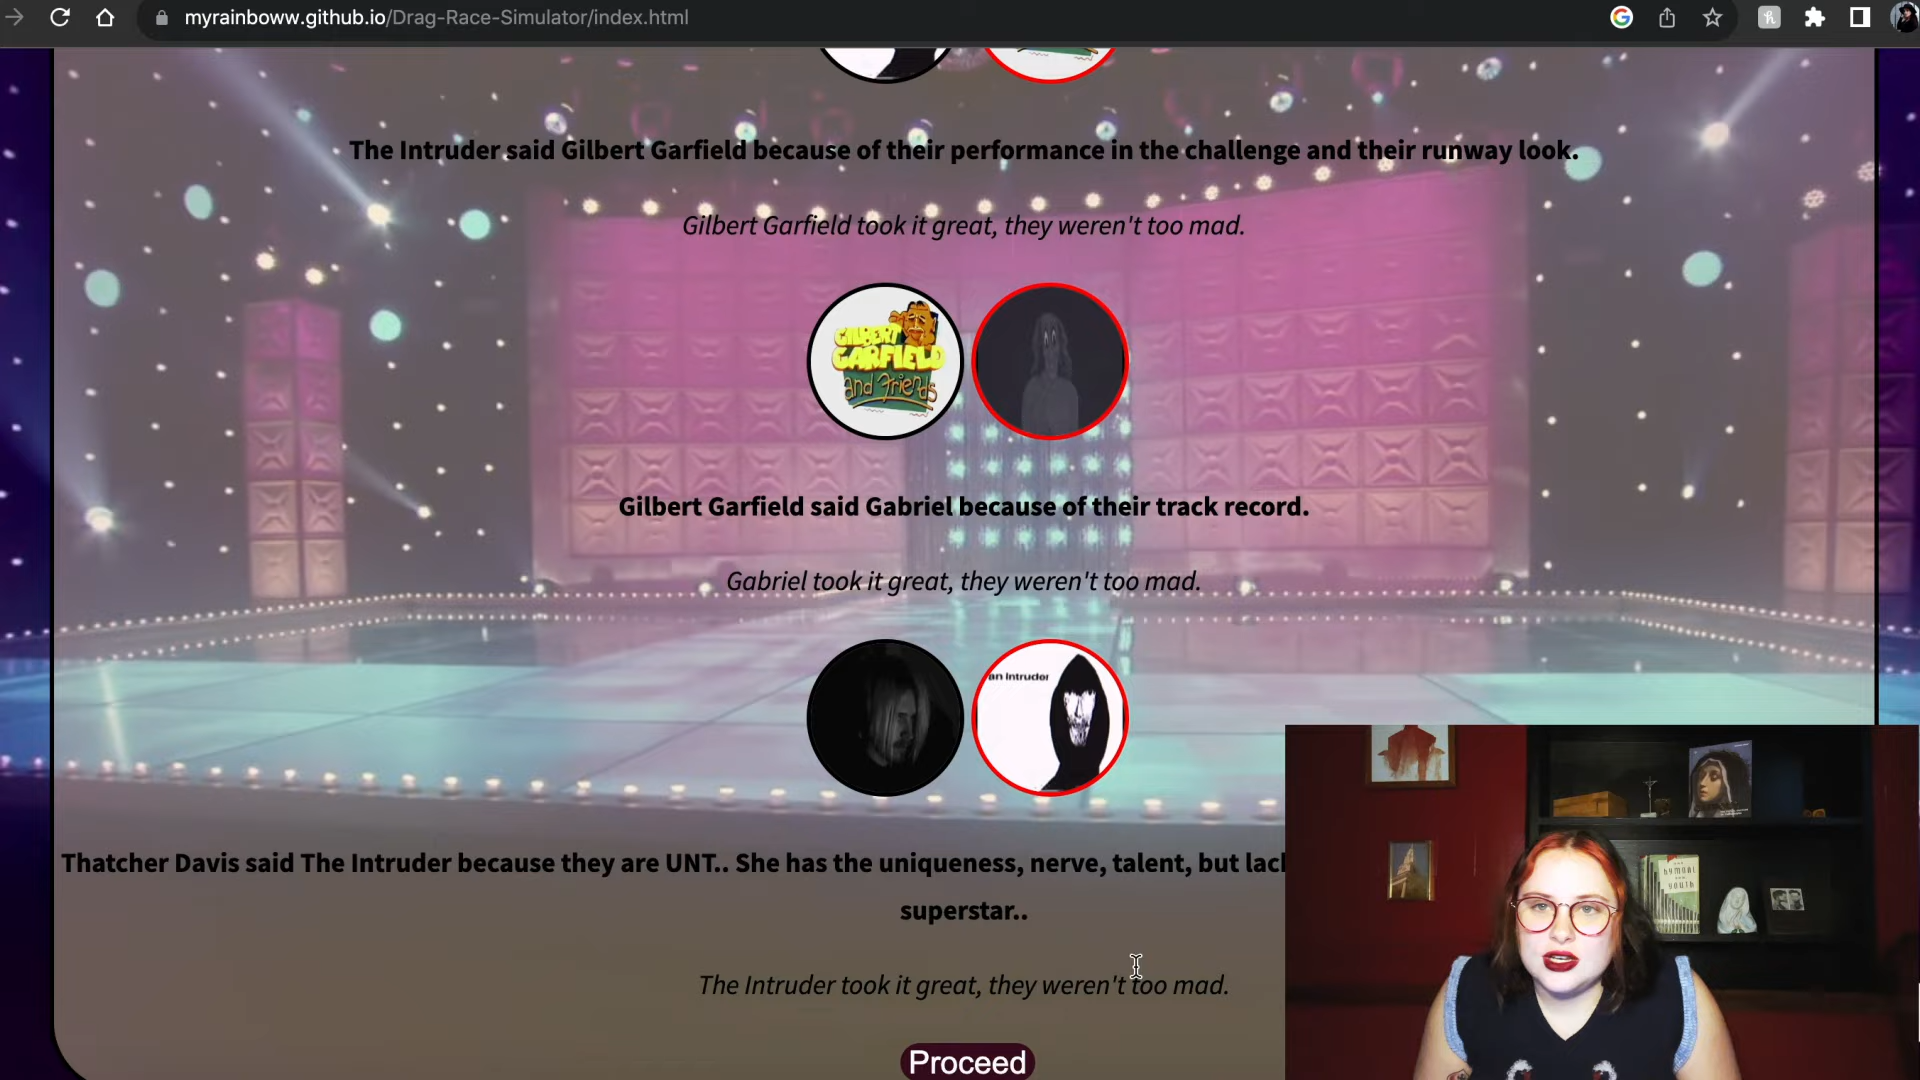 myrainboww.github.io/Drag-Race-Simulator/index.html
The Intruder said Gilbert Garfield because of their performance in the challenge and their runway look.
Gilbert Garfield took it great, they weren't too mad.
GILBERT
GARFIELD
and Friends
Gilbert Garfield said Gabriel because of their track record.
Gabriel took it great, they weren't too mad.
an intruder
Thatcher Davis said The Intruder because they are UNT.. She has the uniqueness, nerve, talent, but
superstar..
The Intruder took it great, they weren't too mad.
Proceed
HYMNAL
FOR
YOUTH